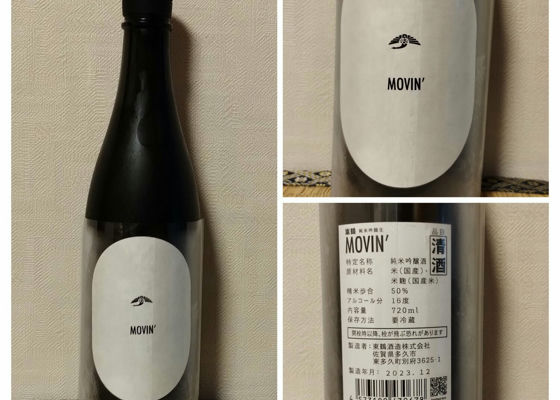 MOVIN'
MOVIN'
東鶴 純米吟醸生
MOVIN'
品目
清酒
特定名称 純米吟醸酒
原材料名 米(国産)・
米麹(国産米)
精米歩合 50%
アルコール分 16度
内容量 720ml
保存方法 要冷蔵
開栓時以降、栓が飛ぶ恐れがあります
製造者:東鶴酒造株式会社
佐賀県多久市
東多久町別府3625-1
製造年月:2023.12